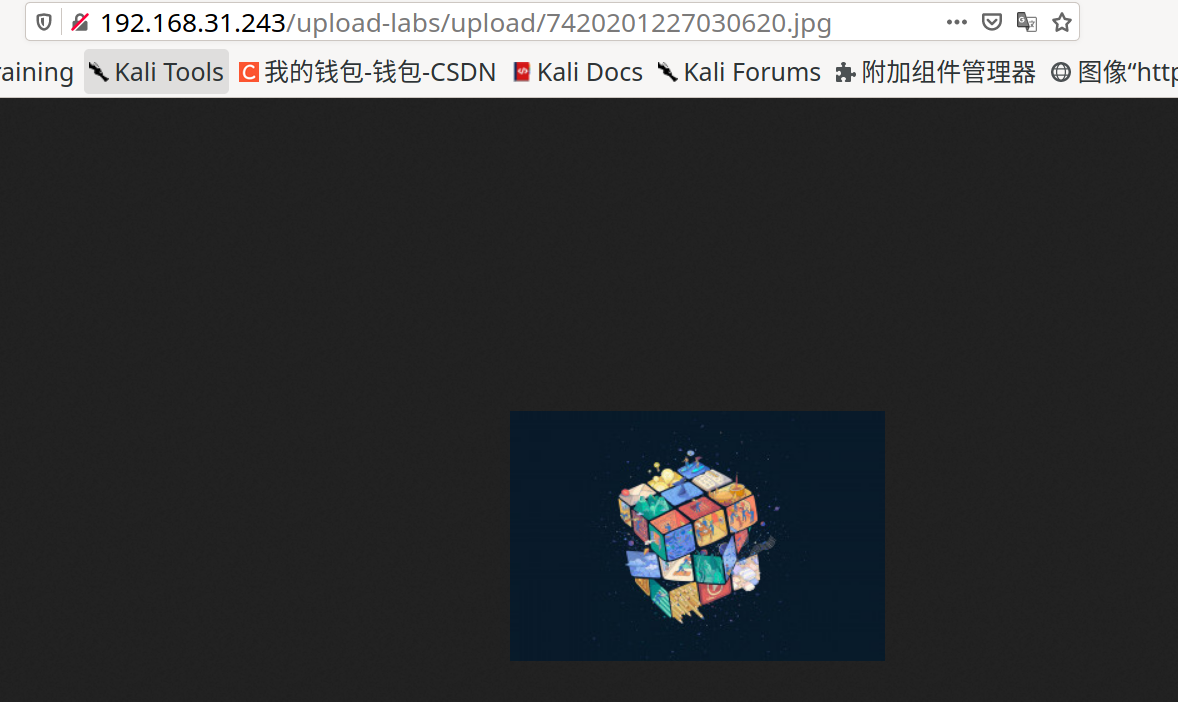 192.168.31.243/upload-labs/upload/7420201227030620.jpg
raining Kali Tools 我的钱包-钱包-CSDN Kali Docs Kali Forums 附加组件管理器 图像“http